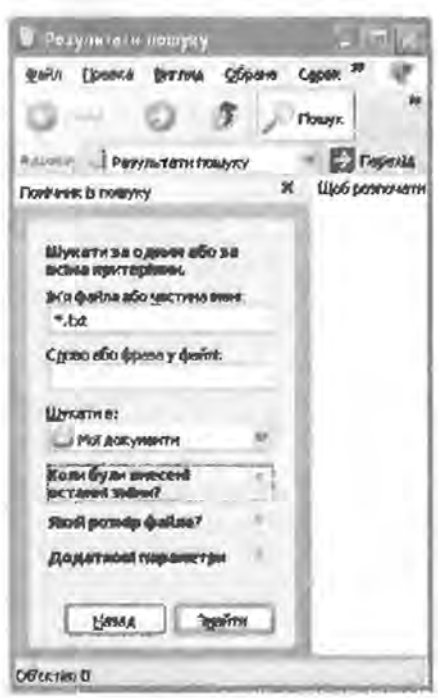 Результати пошуку
Файл Правка Вигляд Обране Сервіс »
Пошук »
Результати пошуку Перехід
Помічник із пошуку × Щоб розпочати
Шукати за одним або за
всіма критеріями.
Ім'я файла або частина імені:
*.txt
Слово або фраза у файлі:
Шукати в:
Мої документи
Коли були внесені
останні зміни?
Який розмір файла?
Додаткові параметри
Назад Знайти
Об'єктів: 0